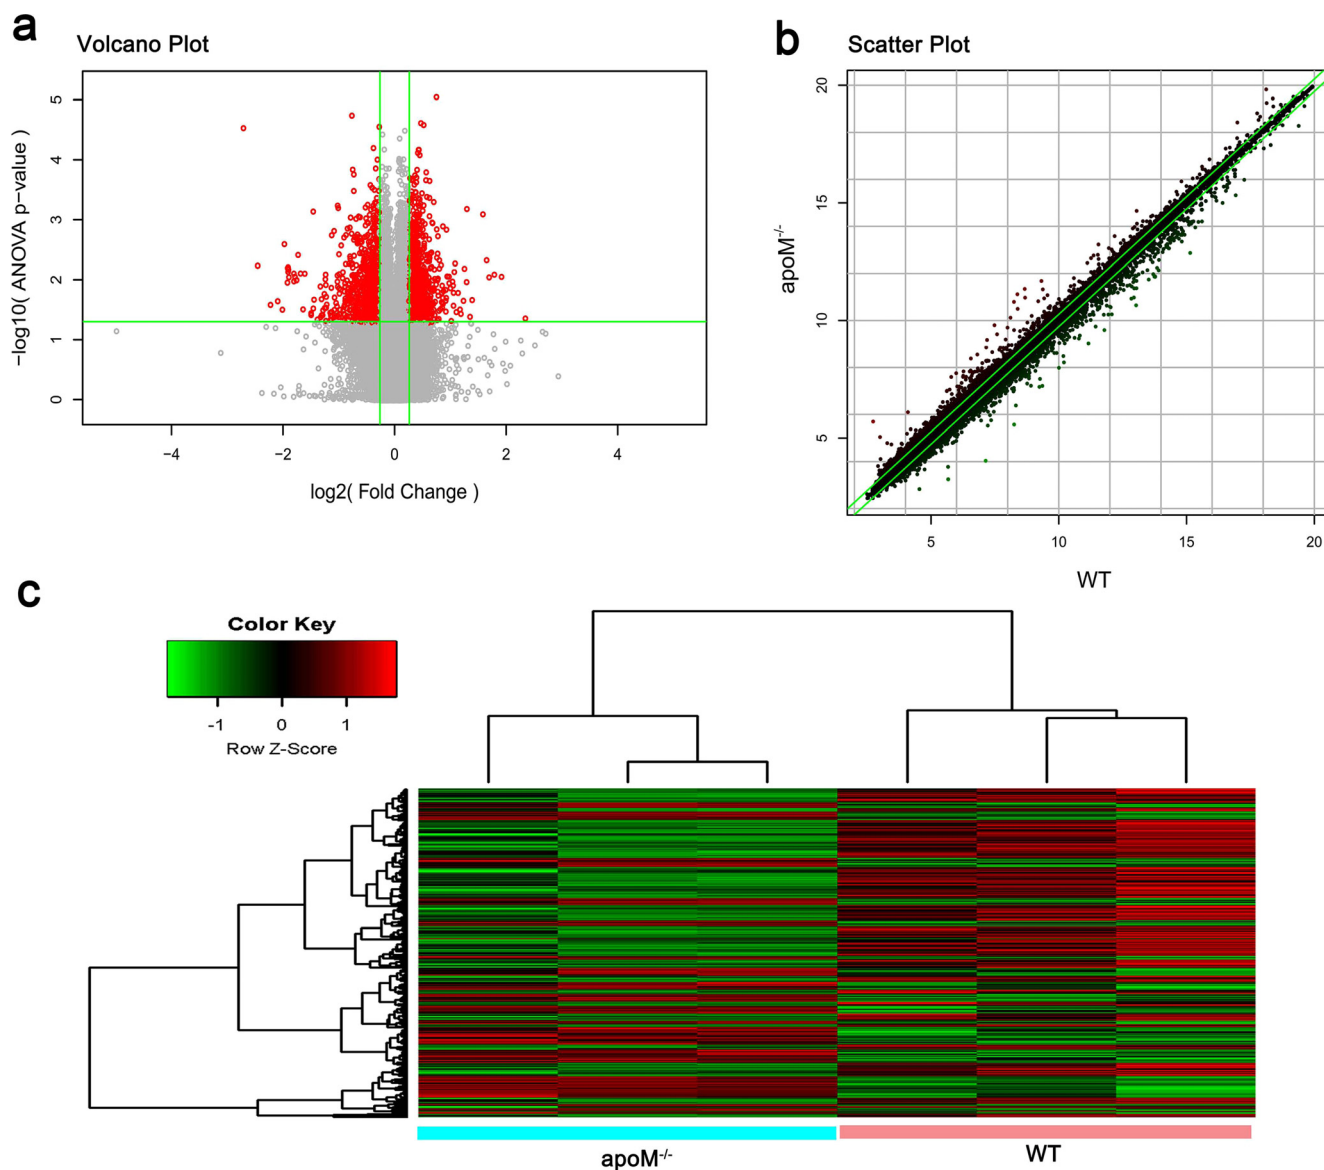 a
Volcano Plot
5
4
3
2
1
0
−log10( ANOVA p−value )
−4 −2 0 2 4
log2( Fold Change )
b
Scatter Plot
20
15
10
5
apoM-/-
5 10 15 20
WT
c
Color Key
-1 0 1
Row Z-Score
apoM-/- WT